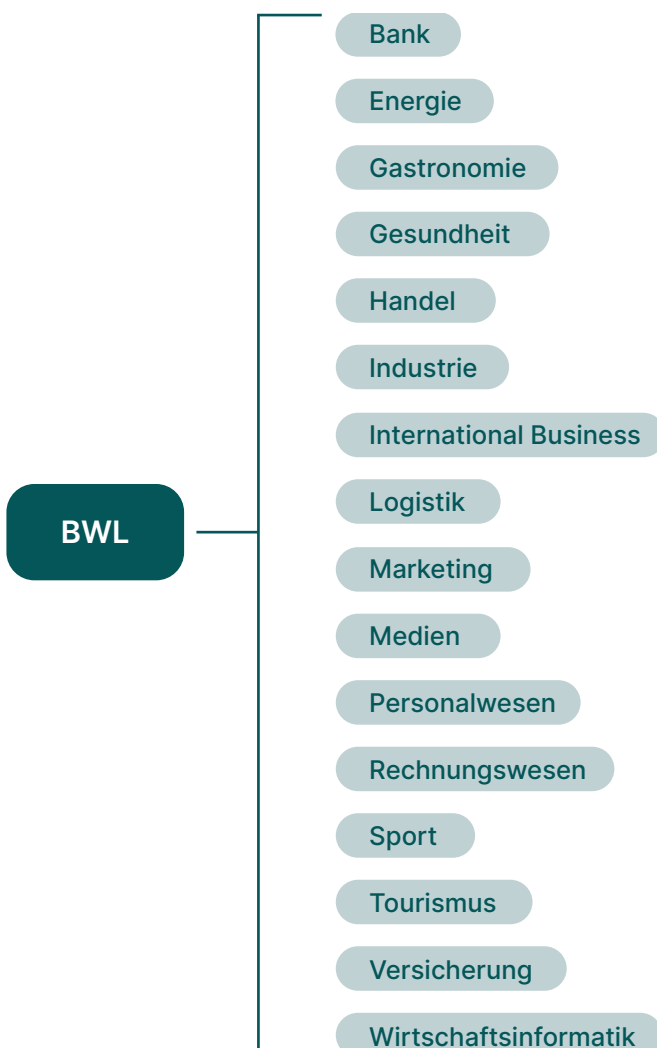 Bank
Energie
Gastronomie
Gesundheit
Handel
Industrie
International Business
Logistik
BWL
Marketing
Medien
Personalwesen
Rechnungswesen
Sport
Tourismus
Versicherung
Wirtschaftsinformatik